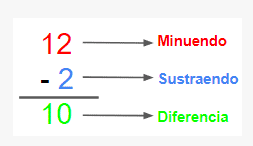 12 Minuendo
- 2 Sustraendo
10 Diferencia